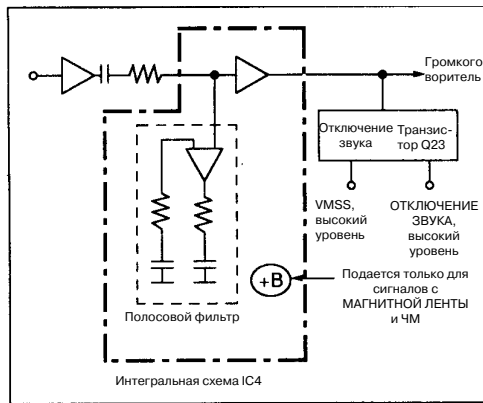 Громкого
воритель
Отключение
звука
Транзис-
тор Q23
VMSS,
высокий
уровень
ОТКЛЮЧЕНИЕ
ЗВУКА,
высокий
уровень
+B
Подается только для
сигналов с
МАГНИТНОЙ ЛЕНТЫ
и ЧМ
Полосовой фильтр
Интегральная схема IC4